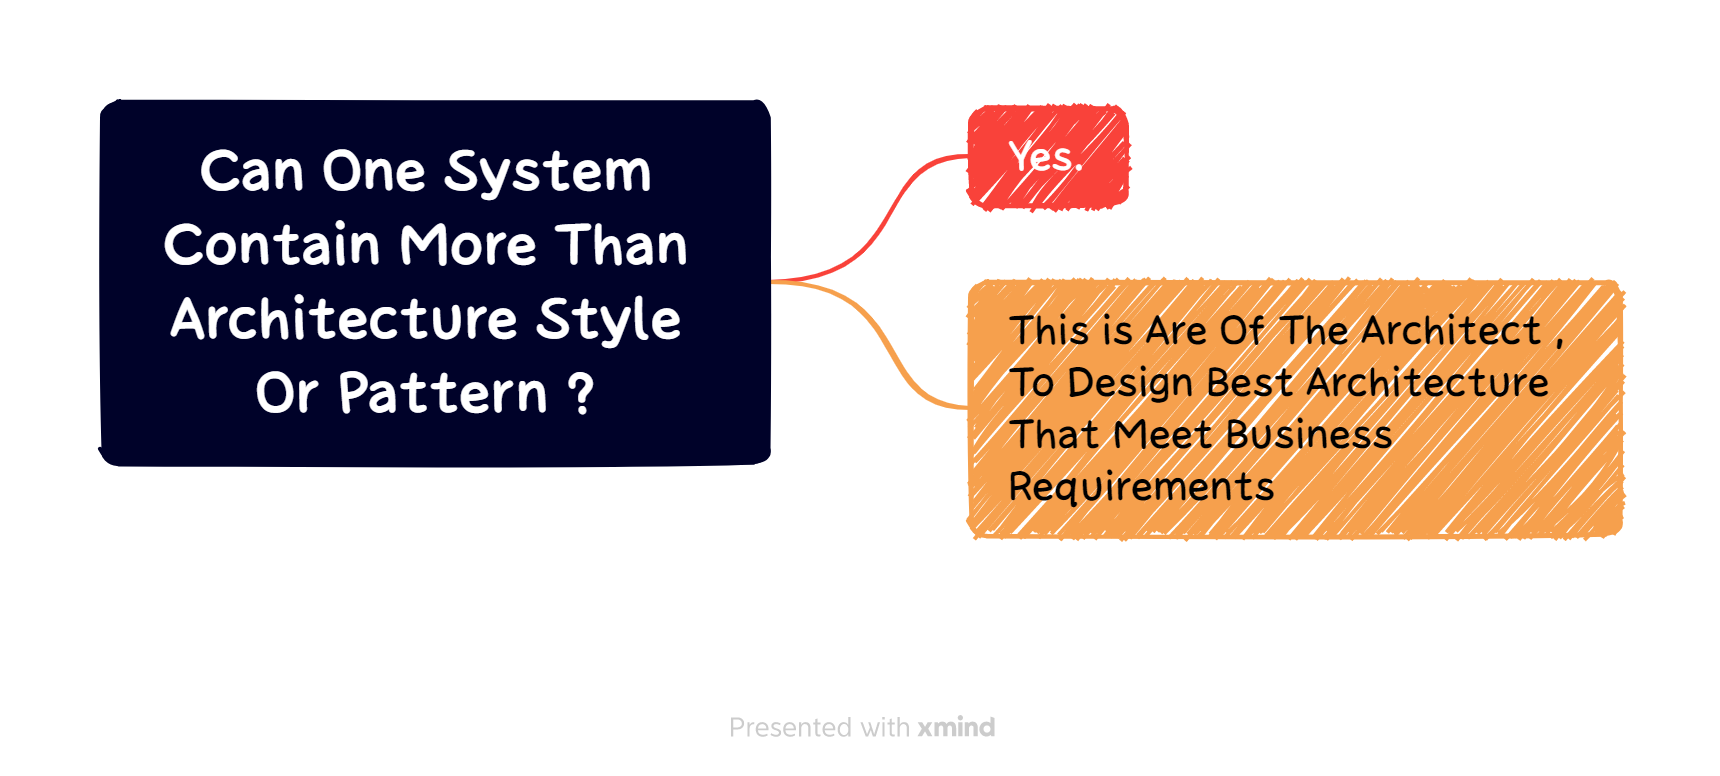 Can One System
Contain More Than
Architecture Style
Or Pattern ?
Yes.
This is Are Of The Architect ,
To Design Best Architecture
That Meet Business
Requirements
Presented with xmind